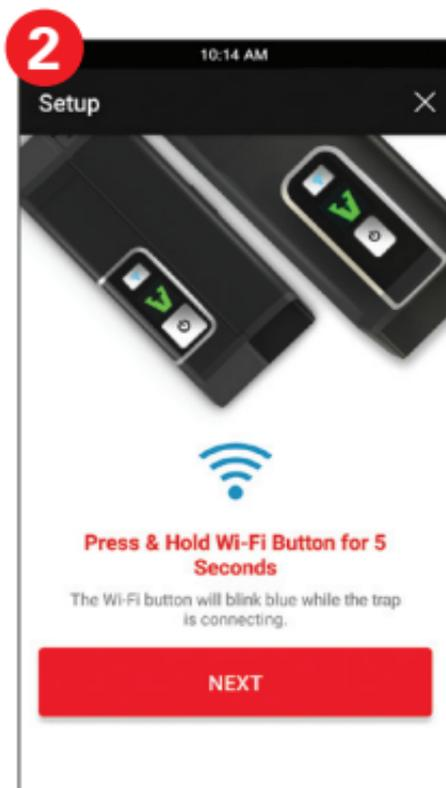 2
10:14 AM
Setup
Press & Hold Wi-Fi Button for 5
Seconds
The Wi-Fi button will blink blue while the trap
is connecting.
NEXT